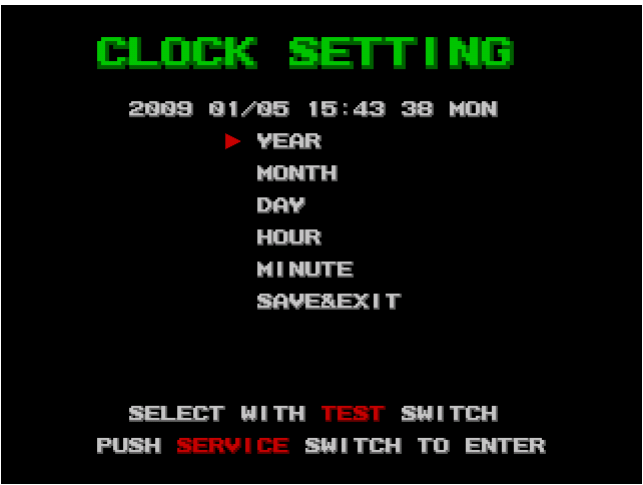 CLOCK SETTING
2009 01/05 15:43 38 MON
YEAR
MONTH
DAY
HOUR
MINUTE
SAVE&EXIT
SELECT WITH TEST SWITCH
PUSH SERVICE SWITCH TO ENTER